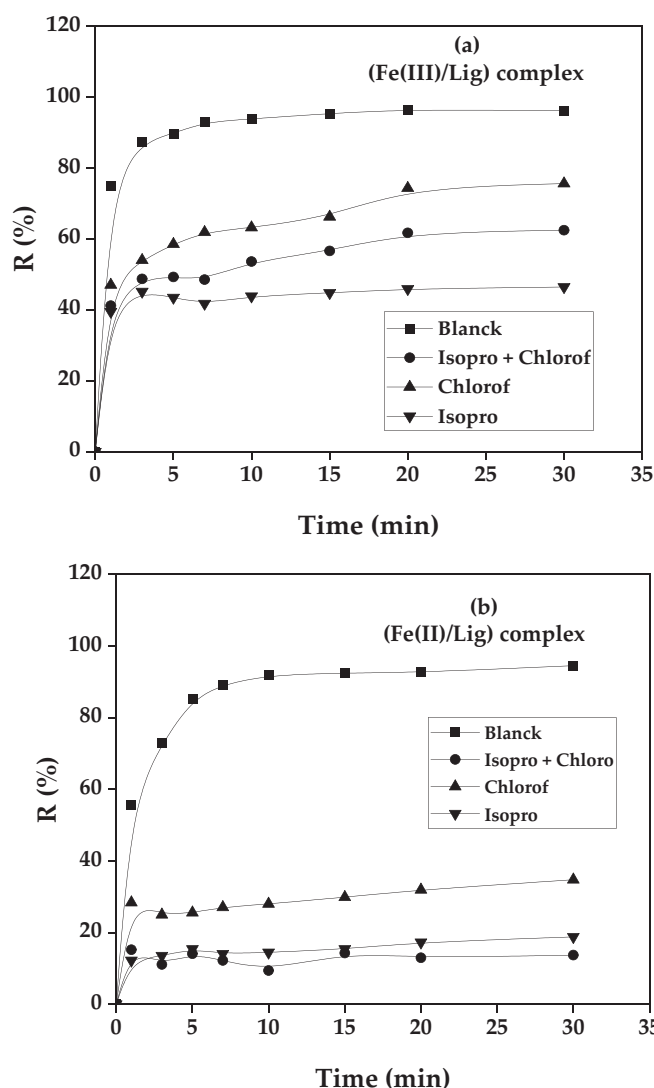 120
100
80
60
40
20
0
R (%)
(a)
(Fe(III)/Lig) complex
Blanck
Isopro + Chlorof
Chlorof
Isopro
0 5 10 15 20 25 30 35
Time (min)
120
100
80
60
40
20
0
R (%)
(b)
(Fe(II)/Lig) complex
Blanck
Isopro + Chloro
Chlorof
Isopro
0 5 10 15 20 25 30 35
Time (min)